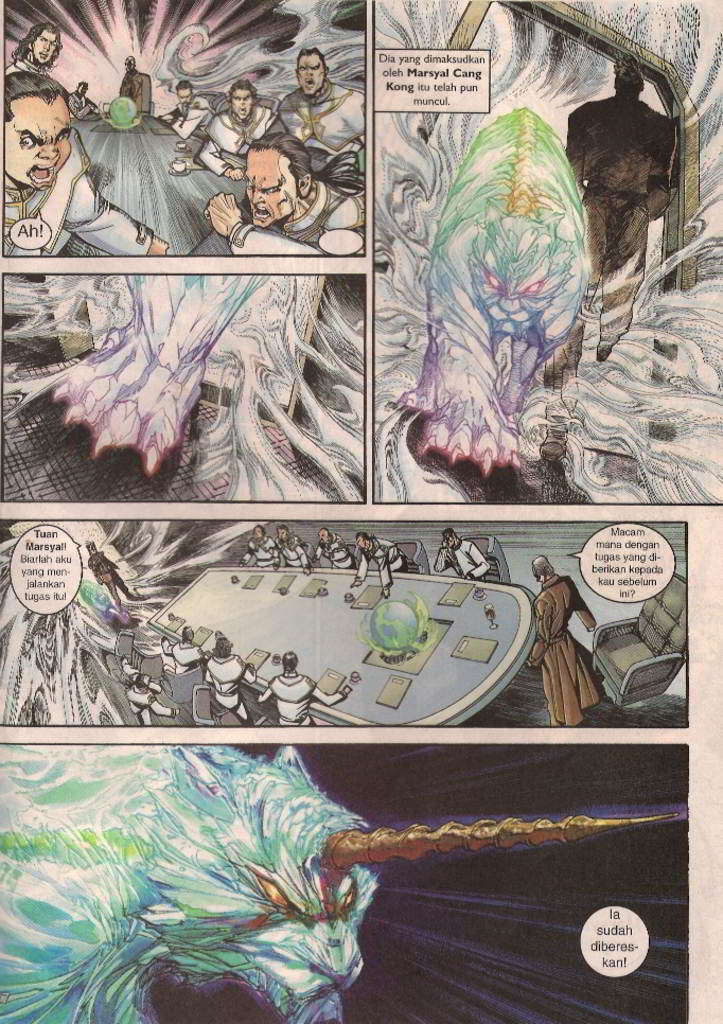 Ah!
Dia yang dimaksudkan
oleh Marsyal Cang
Kong itu telah pun
muncul.
Tuan
Marsyal!
Biarlah aku
yang men-
jalankan
tugas itu!
Macam
mana dengan
tugas yang di-
berikan kepada
kau sebelum
ini?
Ia
sudah
diberes-
kan!